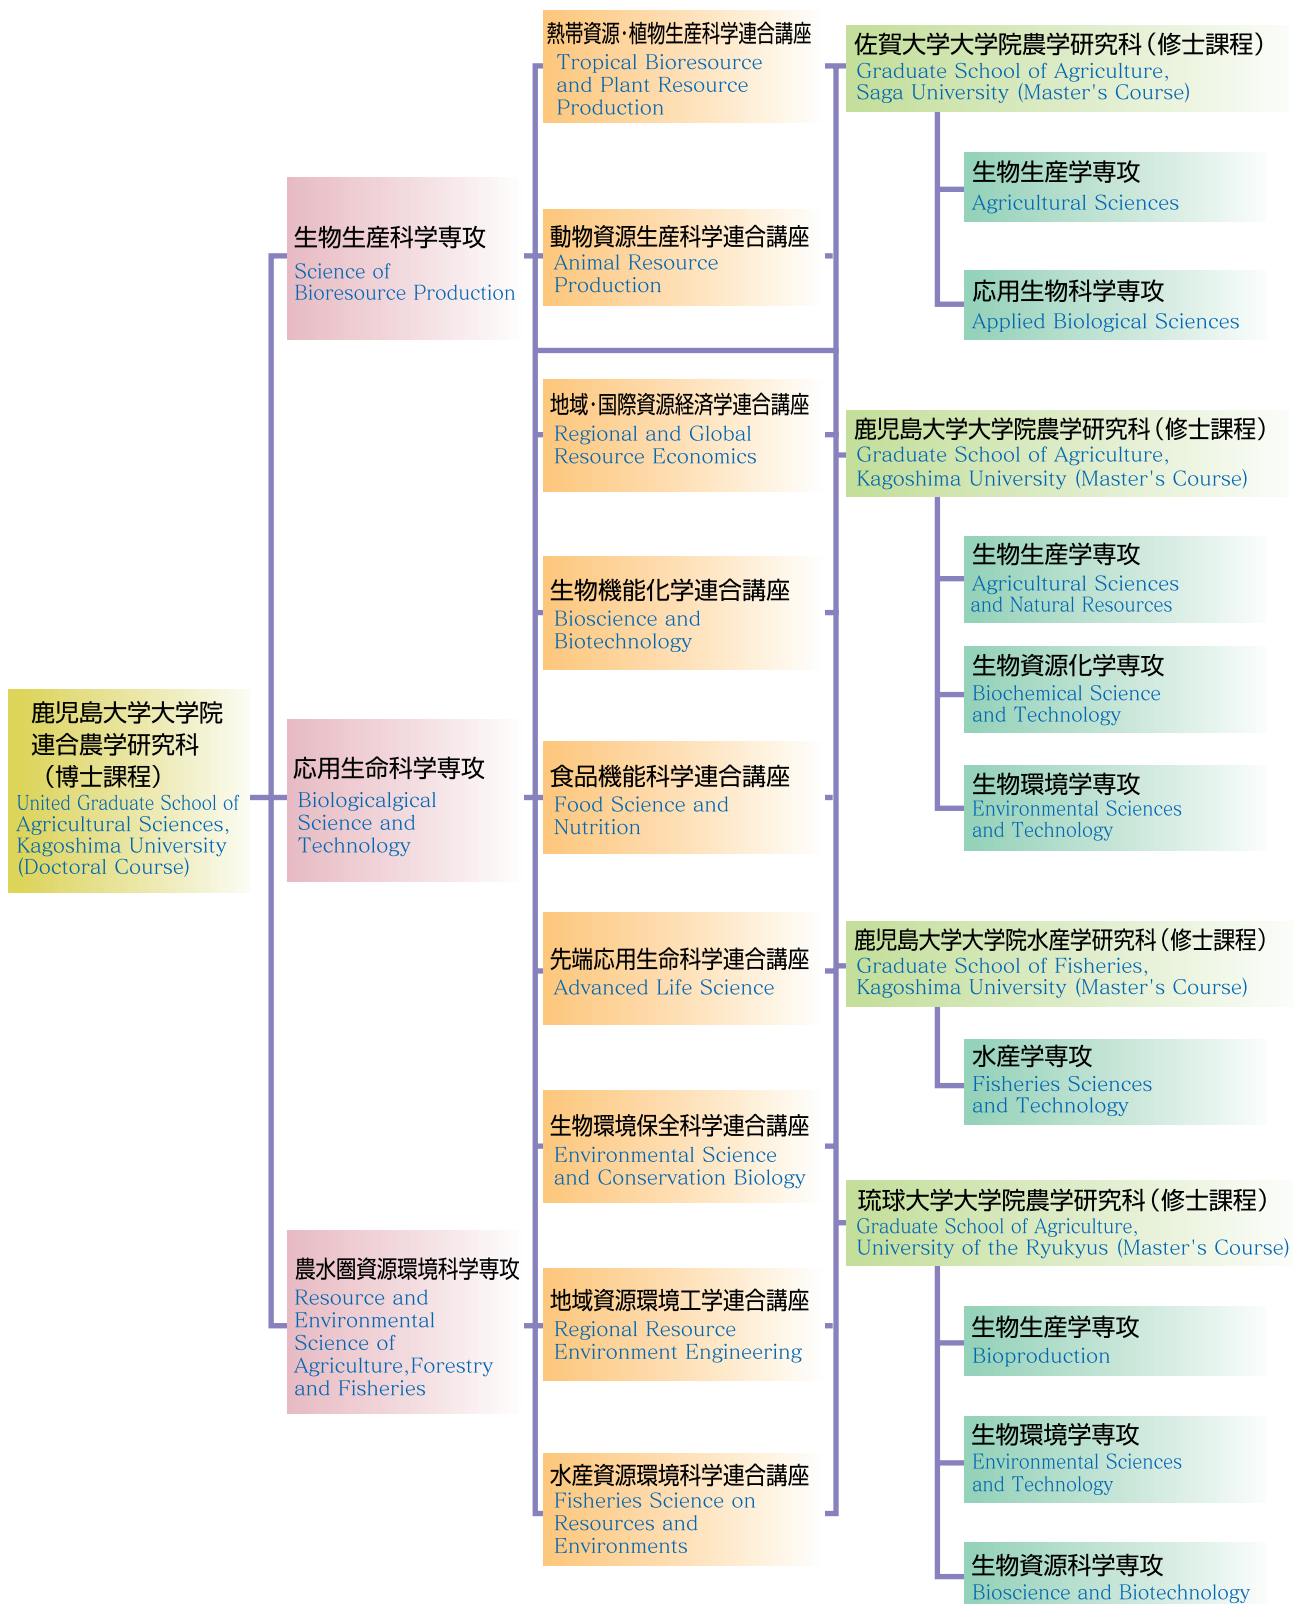 鹿児島大学大学院
連合農学研究科
（博士課程）
United Graduate School of
Agricultural Sciences,
Kagoshima University
(Doctoral Course)
生物生産科学専攻
Science of
Bioresource Production
応用生命科学専攻
Biologicalgical
Science and
Technology
農水圏資源環境科学専攻
Resource and
Environmental
Science of
Agriculture,Forestry
and Fisheries
熱帯資源・植物生産科学連合講座
Tropical Bioresource
and Plant Resource
Production
動物資源生産科学連合講座
Animal Resource
Production
地域・国際資源経済学連合講座
Regional and Global
Resource Economics
生物機能化学連合講座
Bioscience and
Biotechnology
食品機能科学連合講座
Food Science and
Nutrition
先端応用生命科学連合講座
Advanced Life Science
生物環境保全科学連合講座
Environmental Science
and Conservation Biology
地域資源環境工学連合講座
Regional Resource
Environment Engineering
水産資源環境科学連合講座
Fisheries Science on
Resources and
Environments
佐賀大学大学院農学研究科（修士課程）
Graduate School of Agriculture,
Saga University (Master's Course)
生物生産学専攻
Agricultural Sciences
応用生物科学専攻
Applied Biological Sciences
鹿児島大学大学院農学研究科（修士課程）
Graduate School of Agriculture,
Kagoshima University (Master's Course)
生物生産学専攻
Agricultural Sciences
and Natural Resources
生物資源化学専攻
Biochemical Science
and Technology
生物環境学専攻
Environmental Sciences
and Technology
鹿児島大学大学院水産学研究科（修士課程）
Graduate School of Fisheries,
Kagoshima University (Master's Course)
水産学専攻
Fisheries Sciences
and Technology
琉球大学大学院農学研究科（修士課程）
Graduate School of Agriculture,
University of the Ryukyus (Master's Course)
生物生産学専攻
Bioproduction
生物環境学専攻
Environmental Sciences
and Technology
生物資源科学専攻
Bioscience and Biotechnology